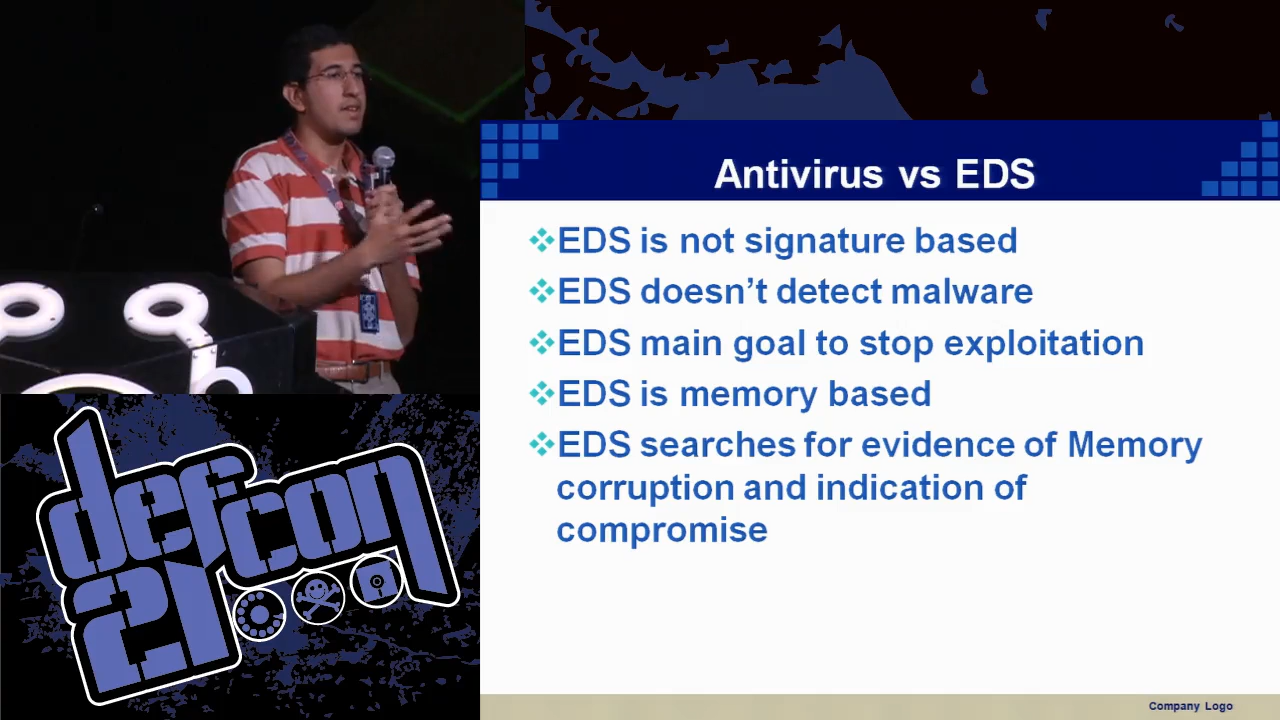 Antivirus vs EDS
EDS is not signature based
EDS doesn't detect malware
EDS main goal to stop exploitation
EDS is memory based
EDS searches for evidence of Memory
corruption and indication of
compromise
defcon
21
Company Logo